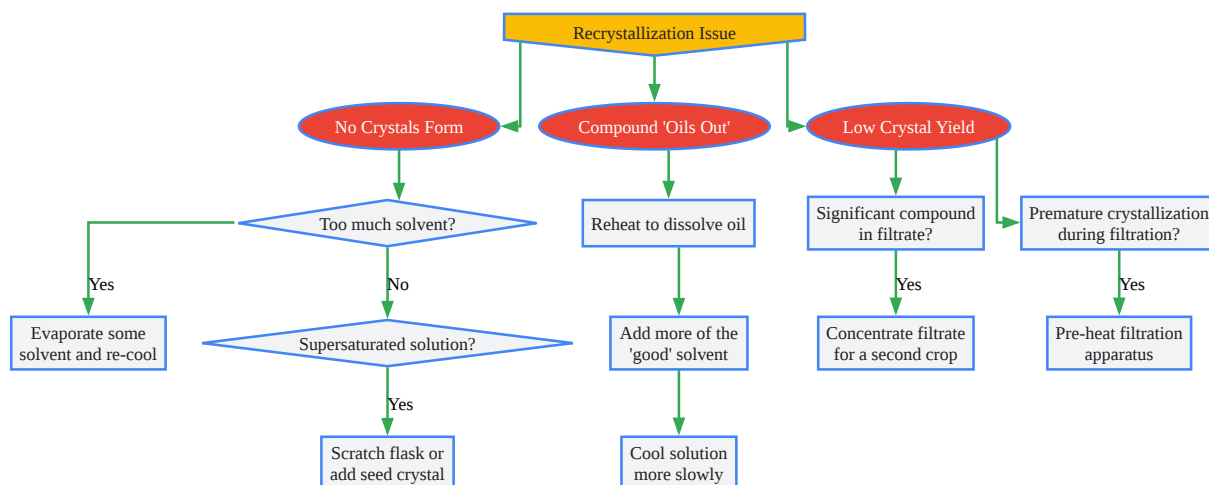 Recrystallization Issue
No Crystals Form
Compound 'Oils Out'
Low Crystal Yield
Too much solvent?
Reheat to dissolve oil
Significant compound
in filtrate?
Premature crystallization
during filtration?
Yes
No
Yes
Yes
Evaporate some
solvent and re-cool
Supersaturated solution?
Add more of the
'good' solvent
Concentrate filtrate
for a second crop
Pre-heat filtration
apparatus
Yes
Scratch flask or
add seed crystal
Cool solution
more slowly